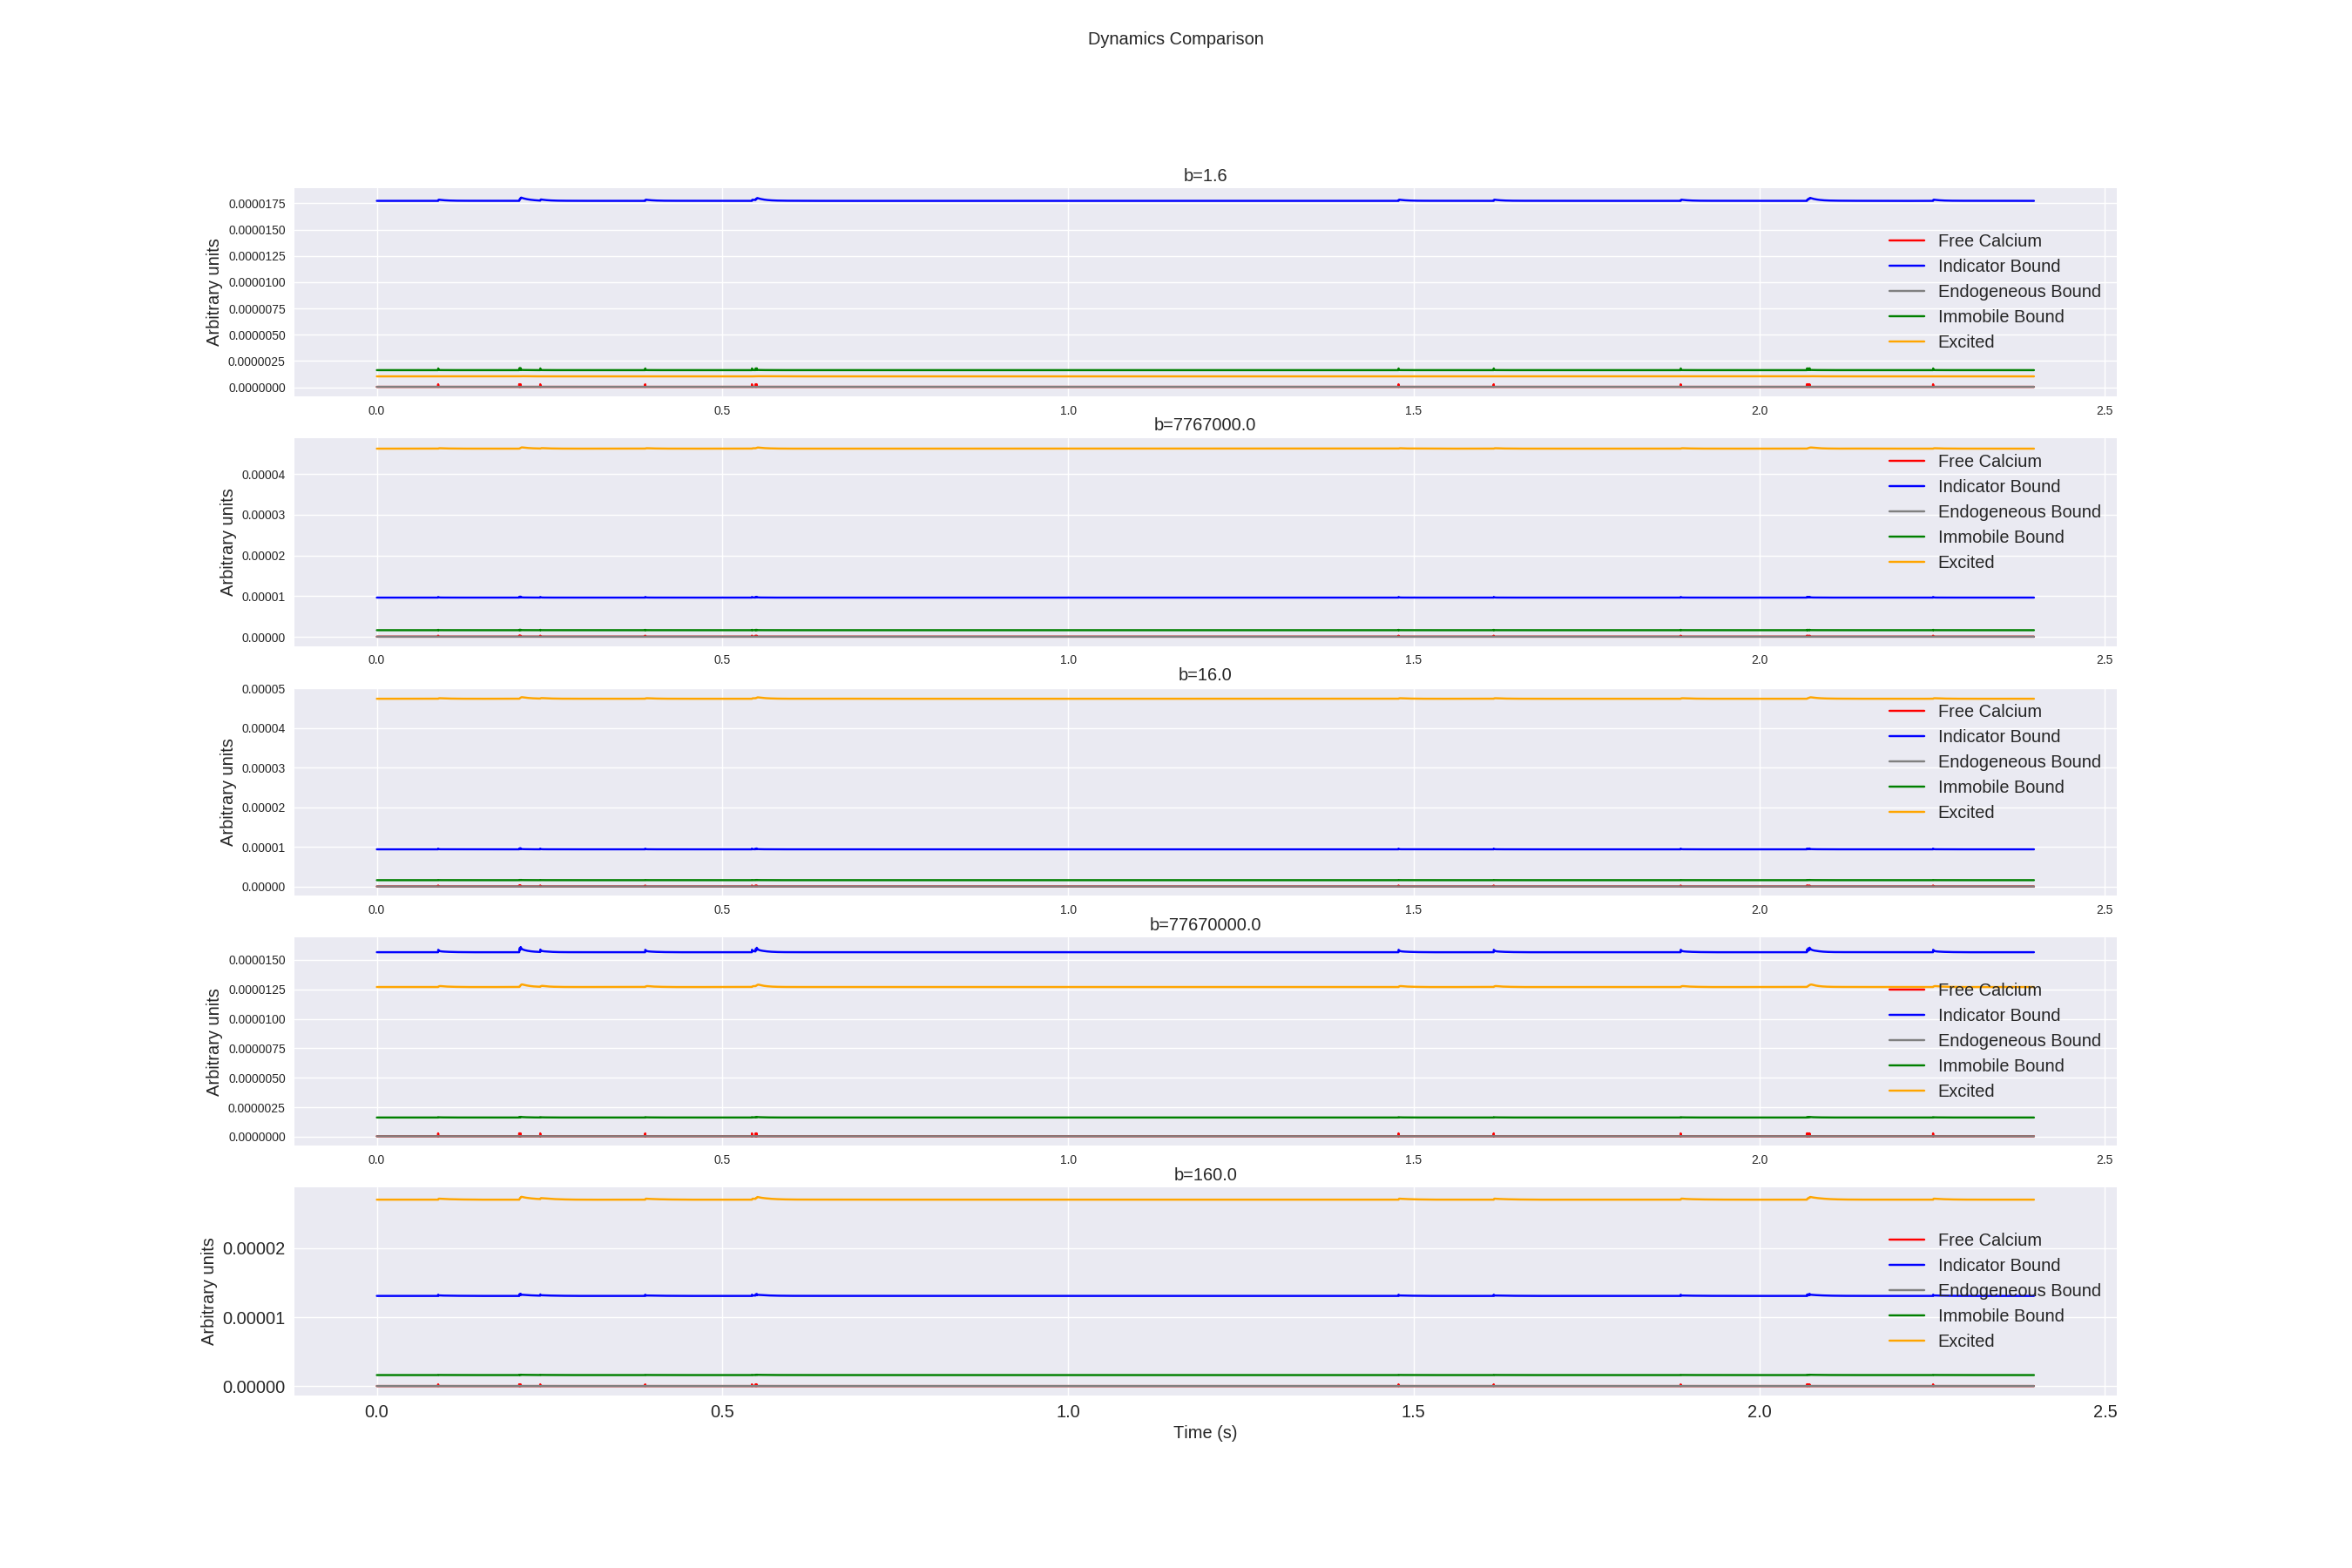 Dynamics Comparison
b=1.6
Arbitrary units
0.0000175
0.0000150
0.0000125
0.0000100
0.0000075
0.0000050
0.0000025
0.0000000
Free Calcium
Indicator Bound
Endogeneous Bound
Immobile Bound
Excited
0.0 0.5 1.0 1.5 2.0 2.5
b=7767000.0
Arbitrary units
0.00004
0.00003
0.00002
0.00001
0.00000
Free Calcium
Indicator Bound
Endogeneous Bound
Immobile Bound
Excited
0.0 0.5 1.0 1.5 2.0 2.5
b=16.0
Arbitrary units
0.00005
0.00004
0.00003
0.00002
0.00001
0.00000
Free Calcium
Indicator Bound
Endogeneous Bound
Immobile Bound
Excited
0.0 0.5 1.0 1.5 2.0 2.5
b=77670000.0
Arbitrary units
0.0000150
0.0000125
0.0000100
0.0000075
0.0000050
0.0000025
0.0000000
Free Calcium
Indicator Bound
Endogeneous Bound
Immobile Bound
Excited
0.0 0.5 1.0 1.5 2.0 2.5
b=160.0
Arbitrary units
0.00002
0.00001
0.00000
Free Calcium
Indicator Bound
Endogeneous Bound
Immobile Bound
Excited
0.0 0.5 1.0 1.5 2.0 2.5
Time (s)